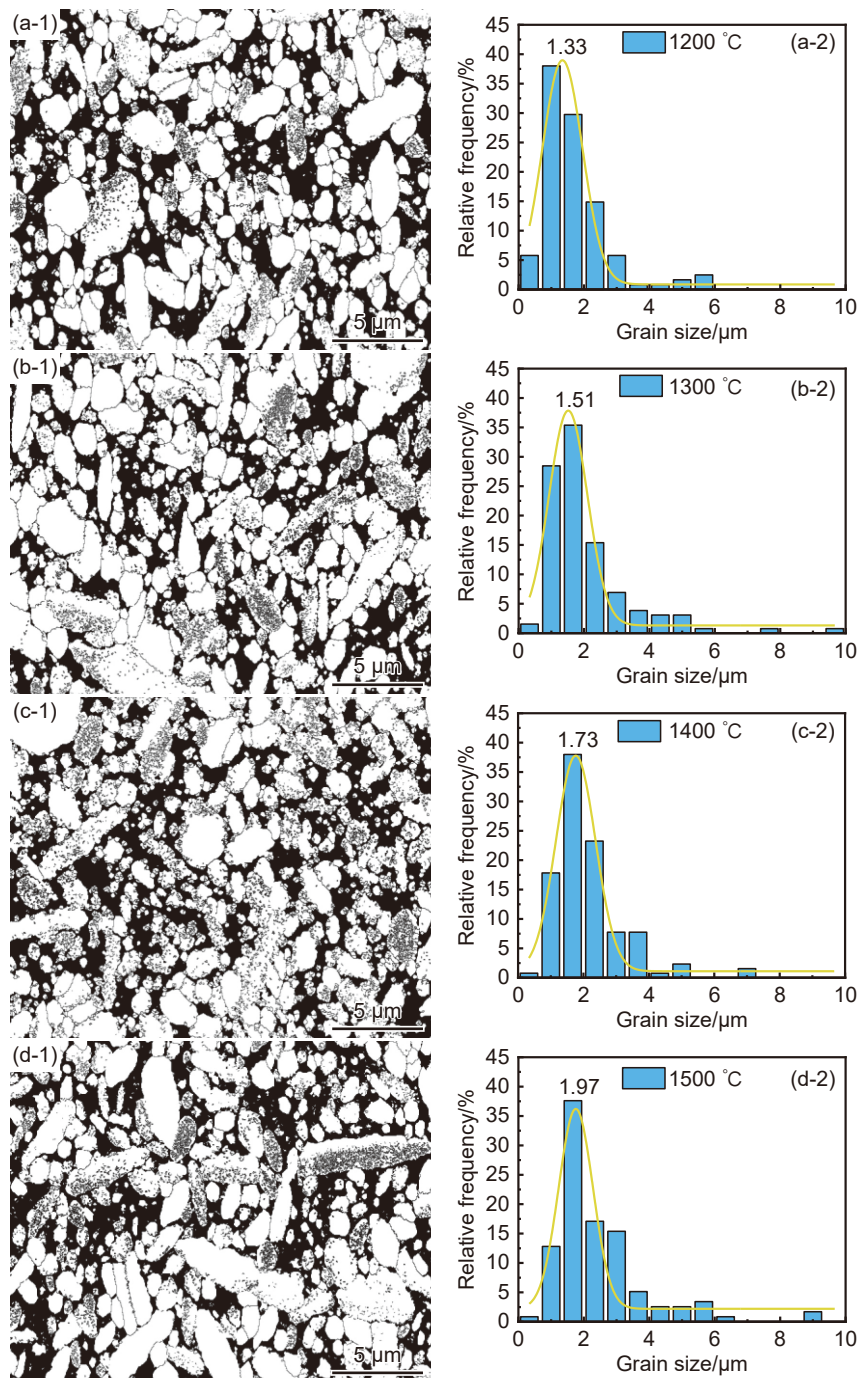 (a-1)
5 μm
1.33
1200 ℃
(a-2)
Relative frequency/%
45
40
35
30
25
20
15
10
5
0
0 2 4 6 8 10
Grain size/μm
(b-1)
5 μm
1.51
1300 ℃
(b-2)
Relative frequency/%
45
40
35
30
25
20
15
10
5
0
0 2 4 6 8 10
Grain size/μm
(c-1)
5 μm
1.73
1400 ℃
(c-2)
Relative frequency/%
45
40
35
30
25
20
15
10
5
0
0 2 4 6 8 10
Grain size/μm
(d-1)
5 μm
1.97
1500 ℃
(d-2)
Relative frequency/%
45
40
35
30
25
20
15
10
5
0
0 2 4 6 8 10
Grain size/μm